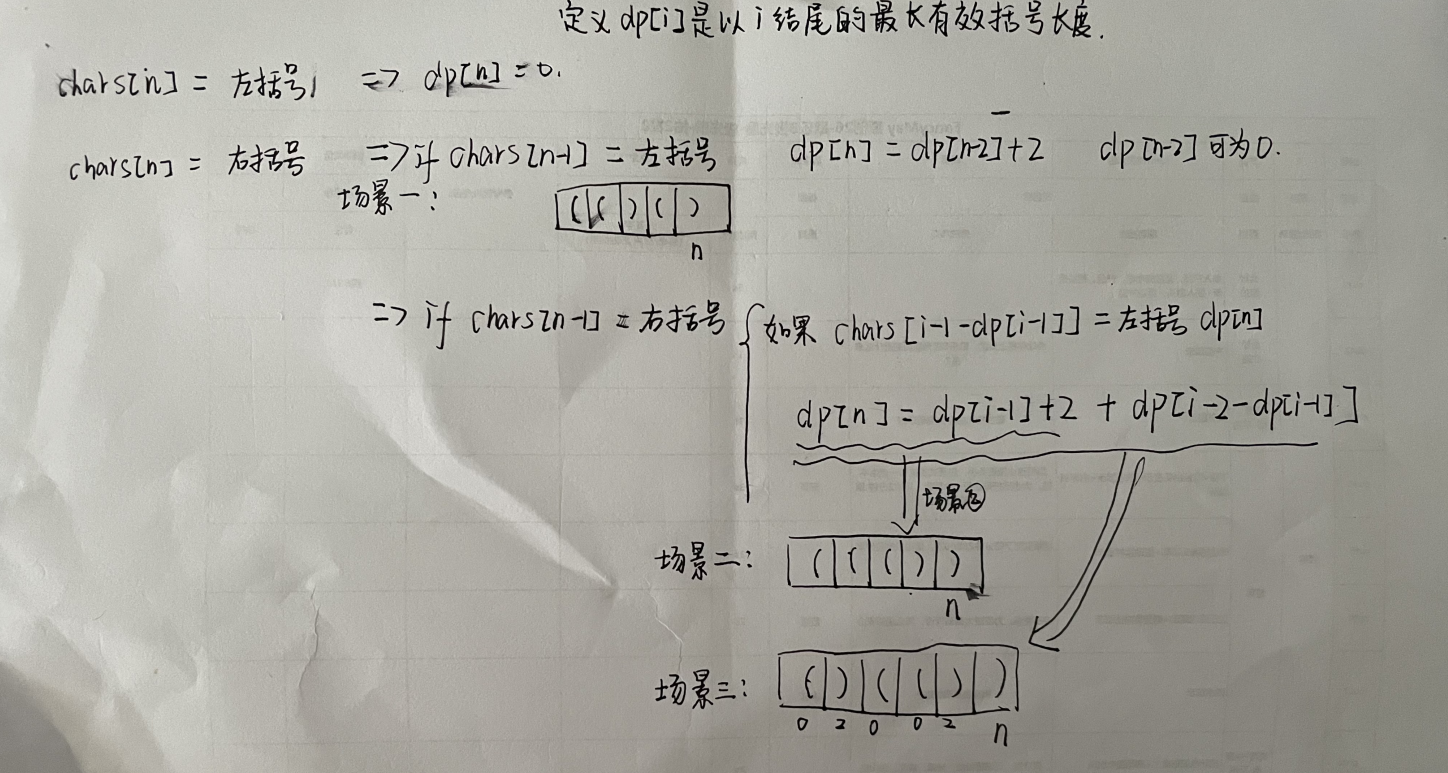 定义 dp[i]是以 i 结尾的最长有效括号长度.
chars[n] = 左括号, => dp[n] = 0.
chars[n] = 右括号 => if chars[n-1] = 左括号 dp[n] = dp[n-2]+2 dp[n-2] 可为0.
场景一: ( ( ) ( )
n
=> if chars[n-1] = 右括号 { 如果 chars[i-1-dp[i-1]] = 左括号 dp[n]
dp[n] = dp[i-1]+2 + dp[i-2-dp[i-1]]
场景②
场景二: ( ( ( ) )
n
场景三: ( ) ( ( ) )
0 2 0 0 2 n